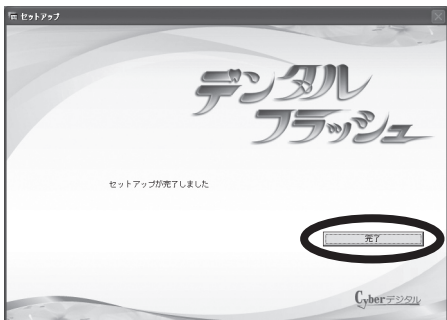 セットアップ
デンタル
フラッシュ
セットアップが完了しました
完了
Cyberデジタル